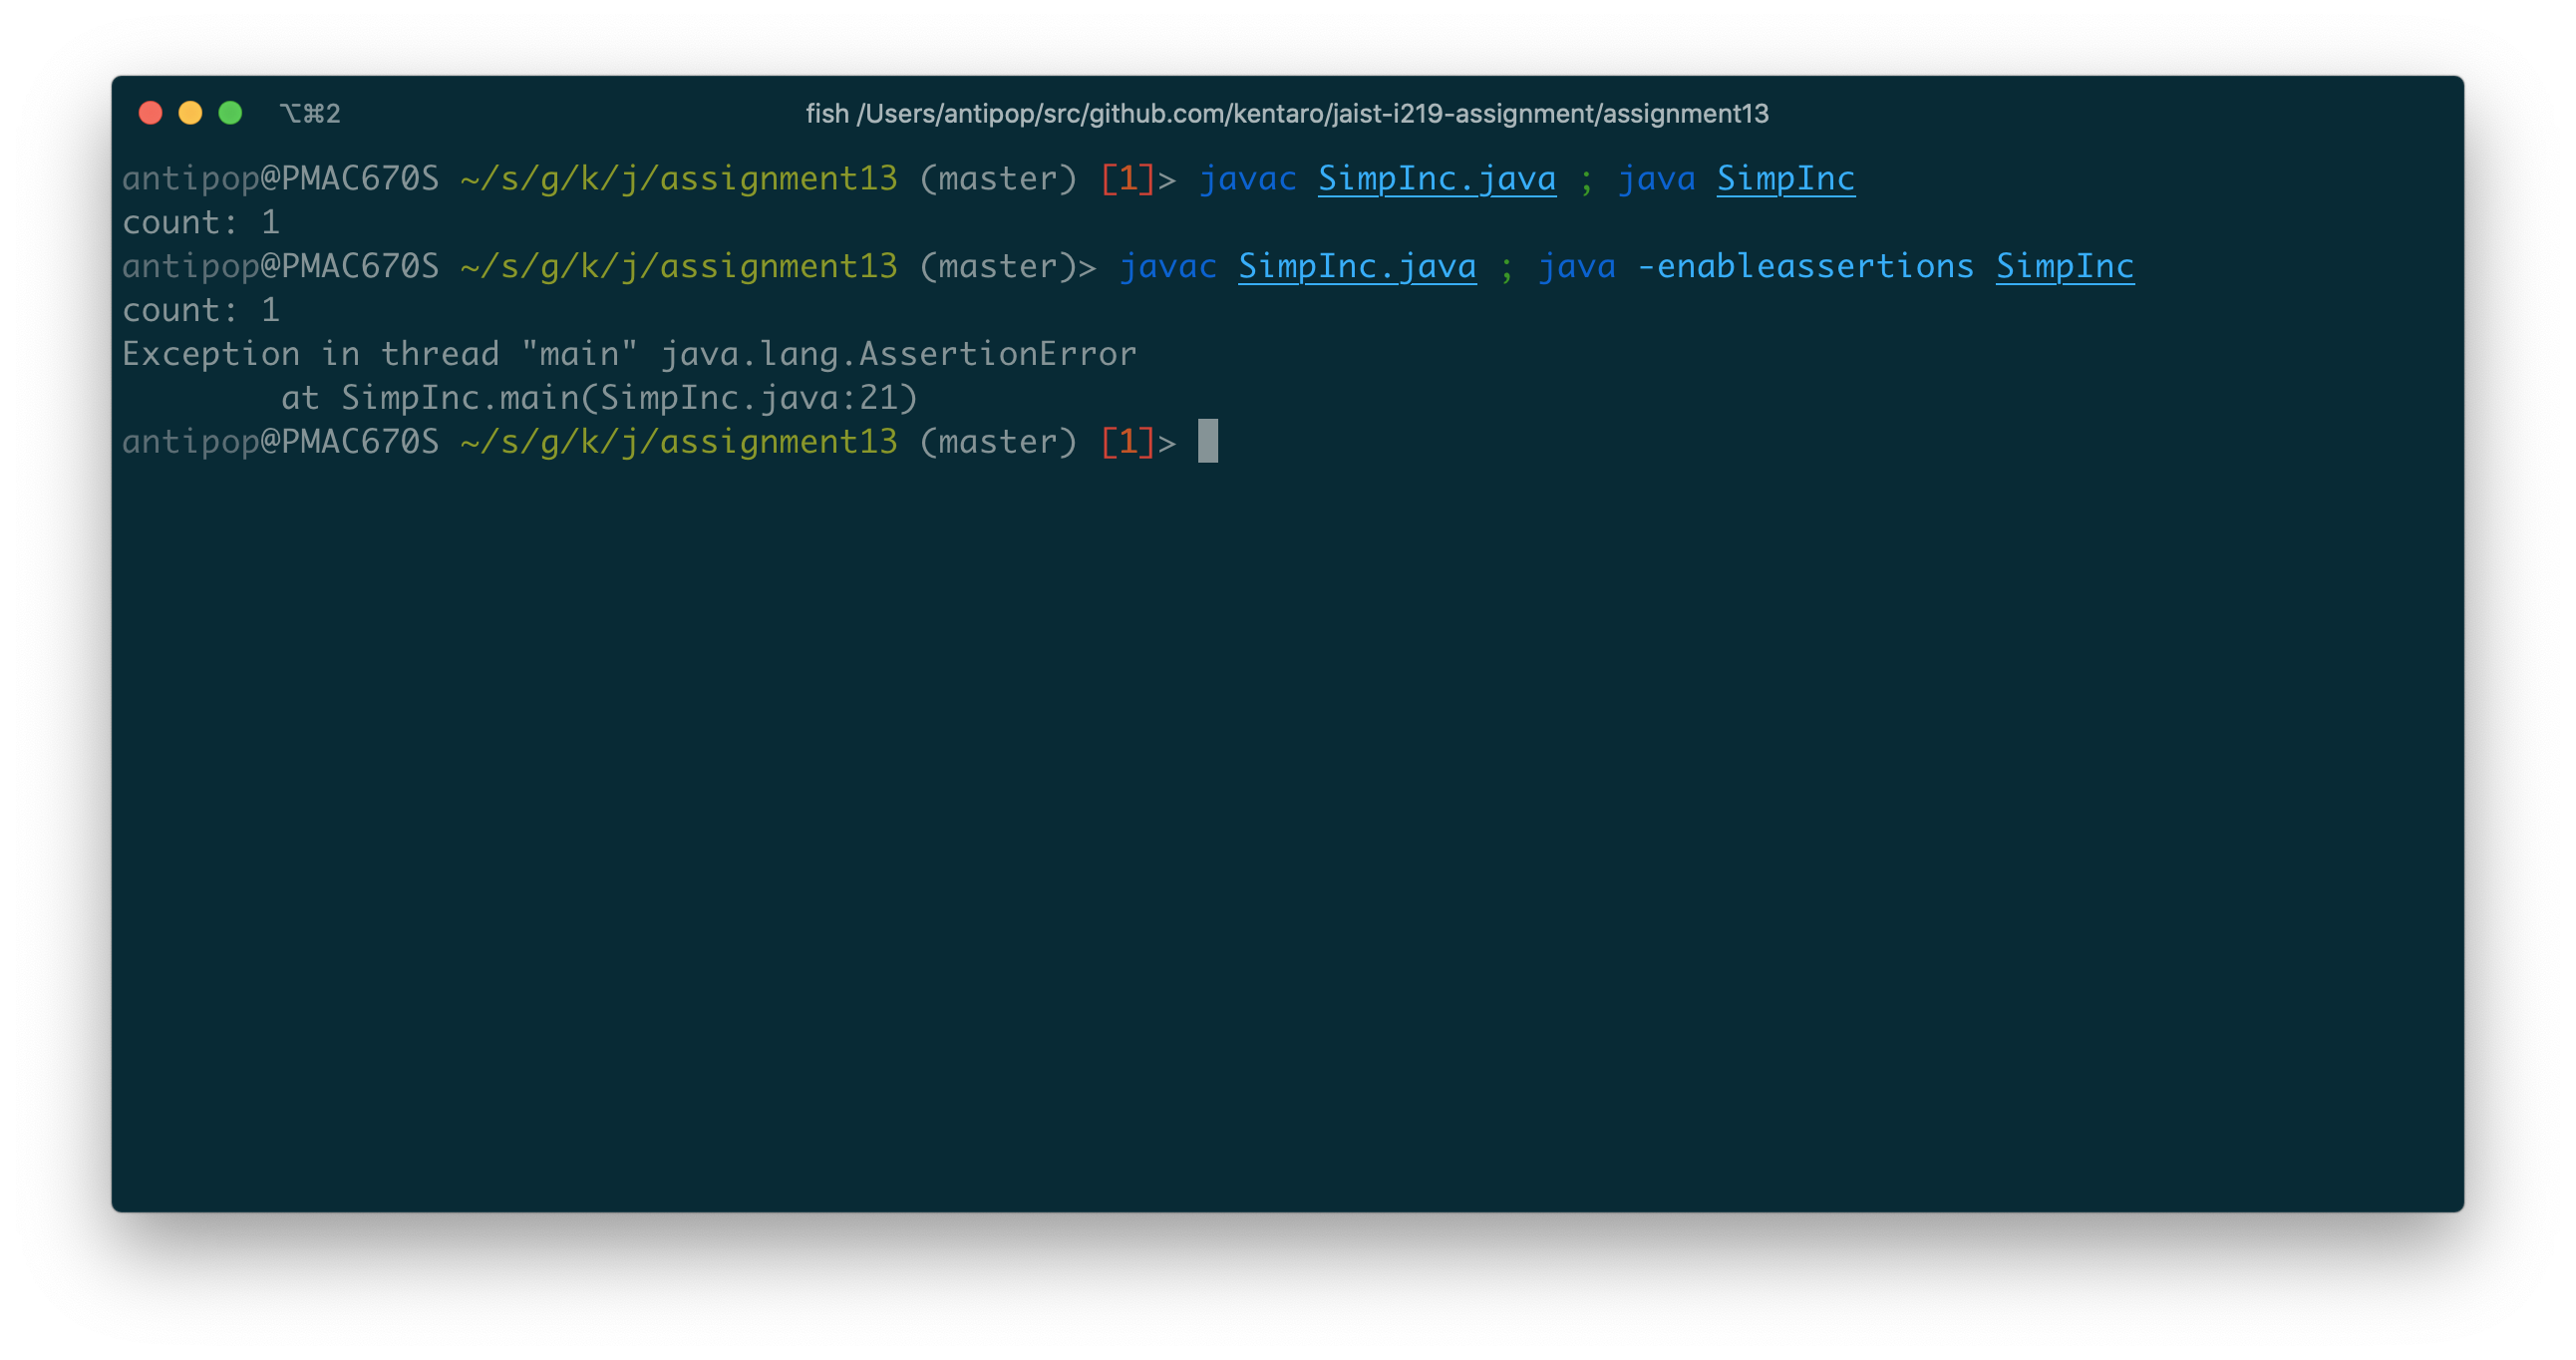 ⌥⌘2 fish /Users/antipop/src/github.com/kentaro/jaist-i219-assignment/assignment13
antipop@PMAC670S ~/s/g/k/j/assignment13 (master) [1]> javac SimpInc.java ; java SimpInc
count: 1
antipop@PMAC670S ~/s/g/k/j/assignment13 (master)> javac SimpInc.java ; java -enableassertions SimpInc
count: 1
Exception in thread "main" java.lang.AssertionError
        at SimpInc.main(SimpInc.java:21)
antipop@PMAC670S ~/s/g/k/j/assignment13 (master) [1]>